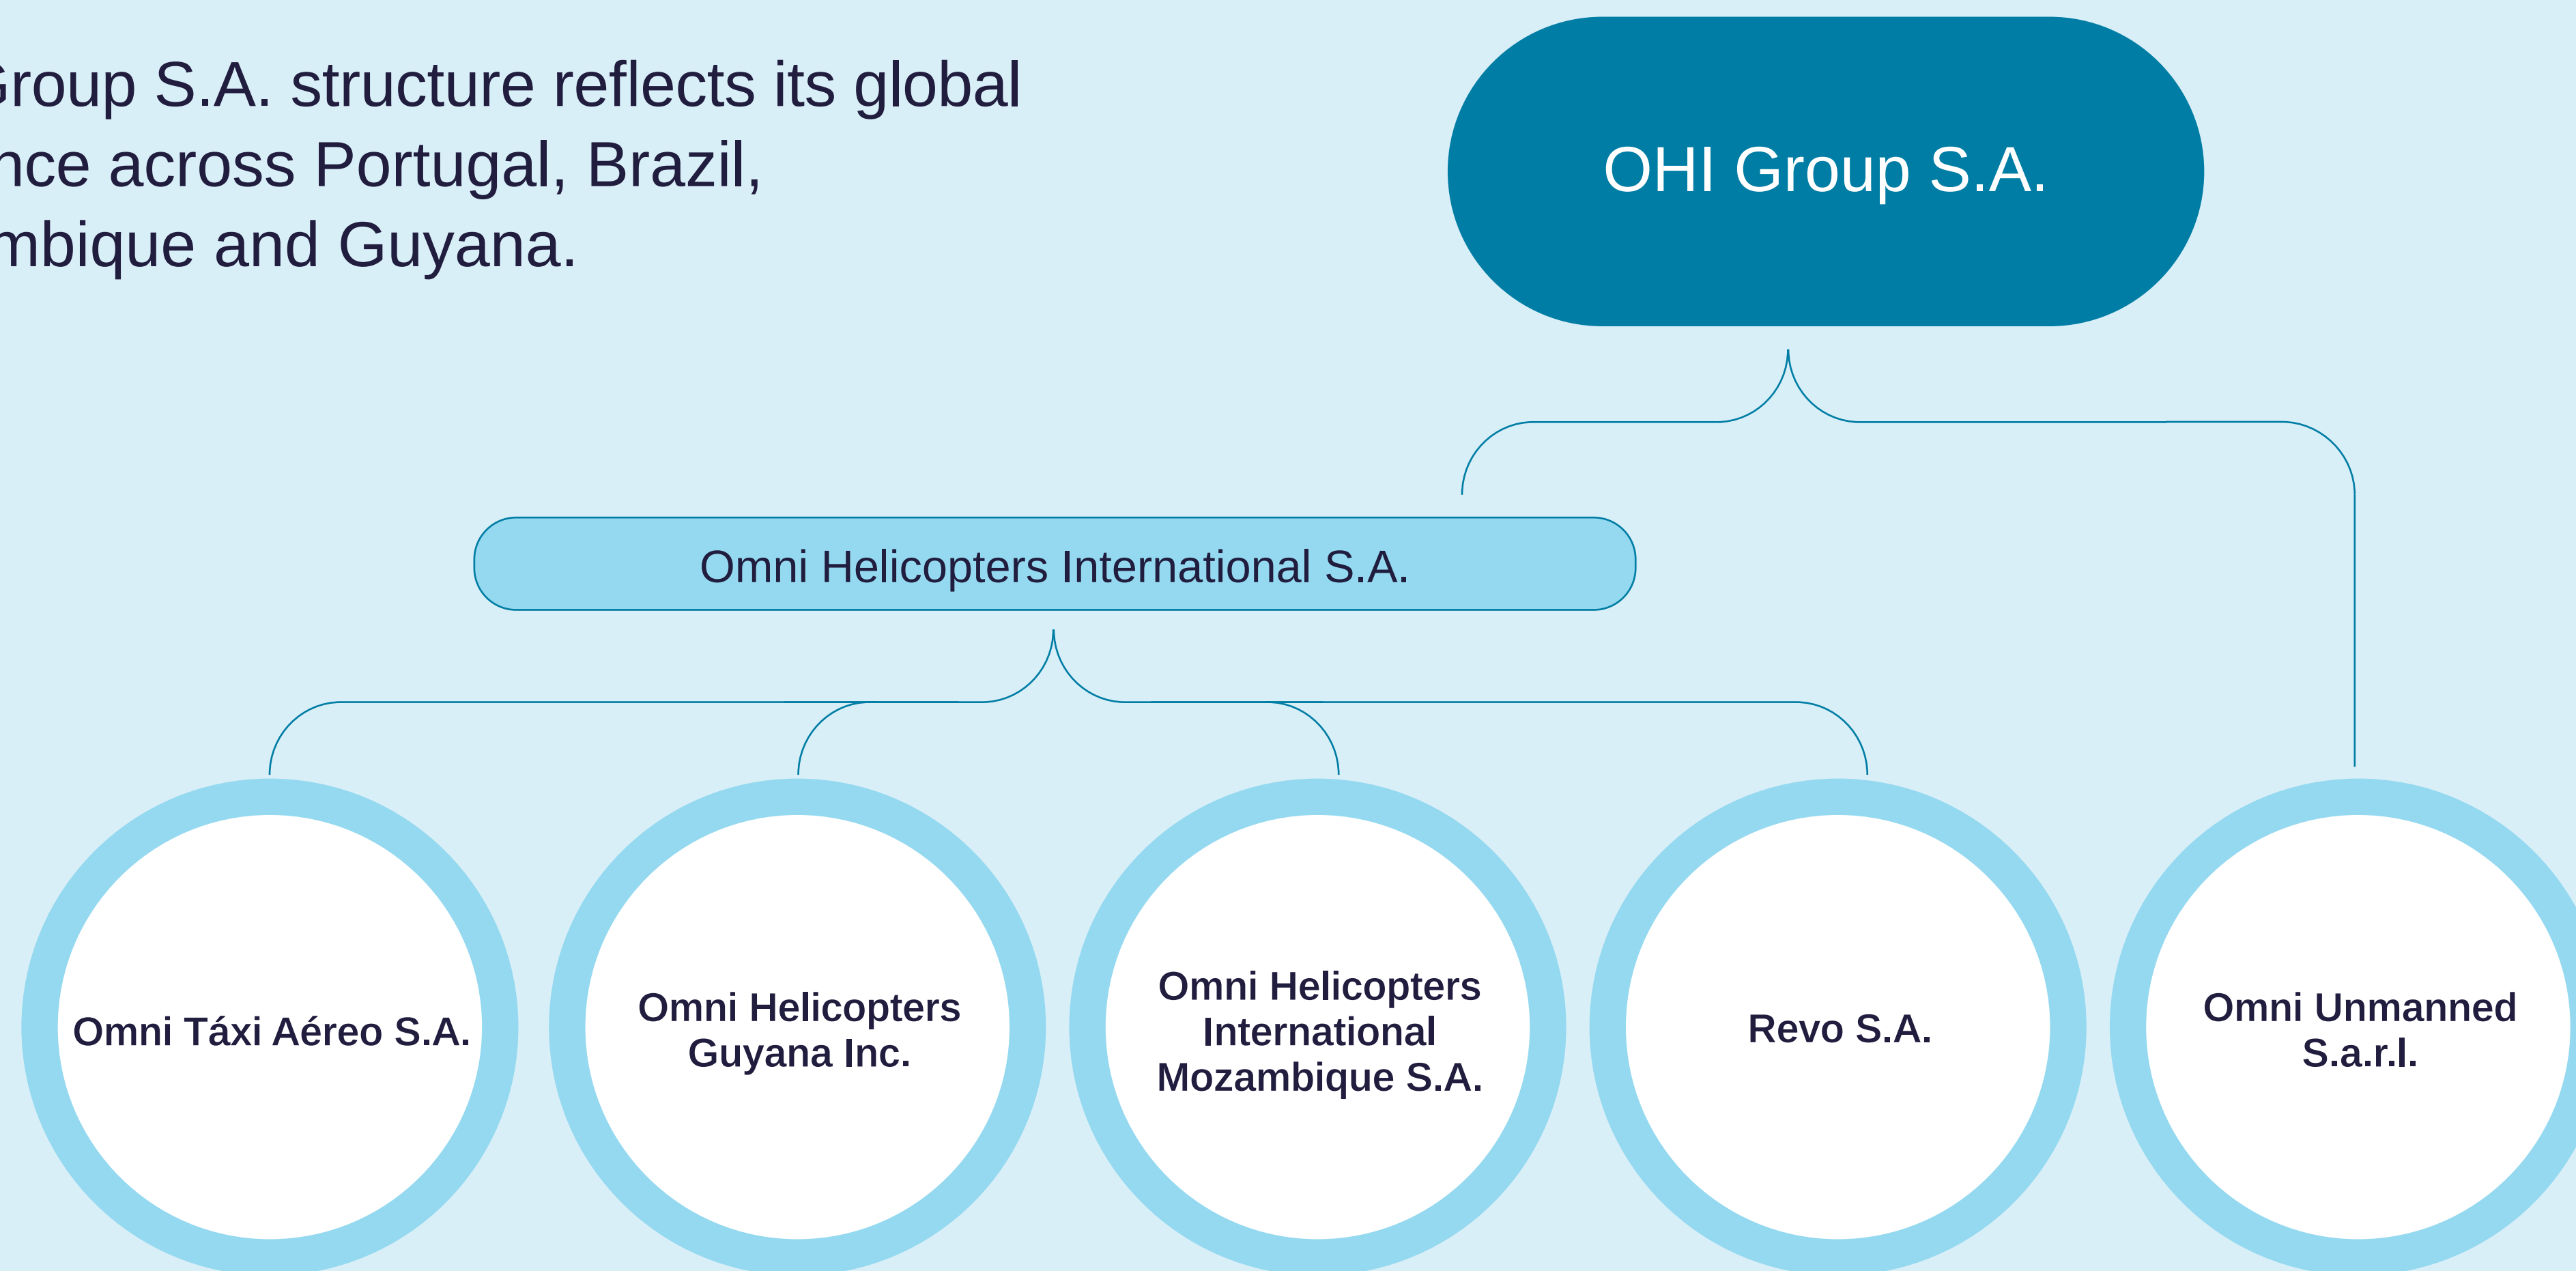 Group S.A. structure reflects its global
nce across Portugal, Brazil,
mbique and Guyana.
OHI Group S.A.
Omni Helicopters International S.A.
Omni Táxi Aéreo S.A.
Omni Helicopters
Guyana Inc.
Omni Helicopters
International
Mozambique S.A.
Revo S.A.
Omni Unmanned
S.a.r.l.